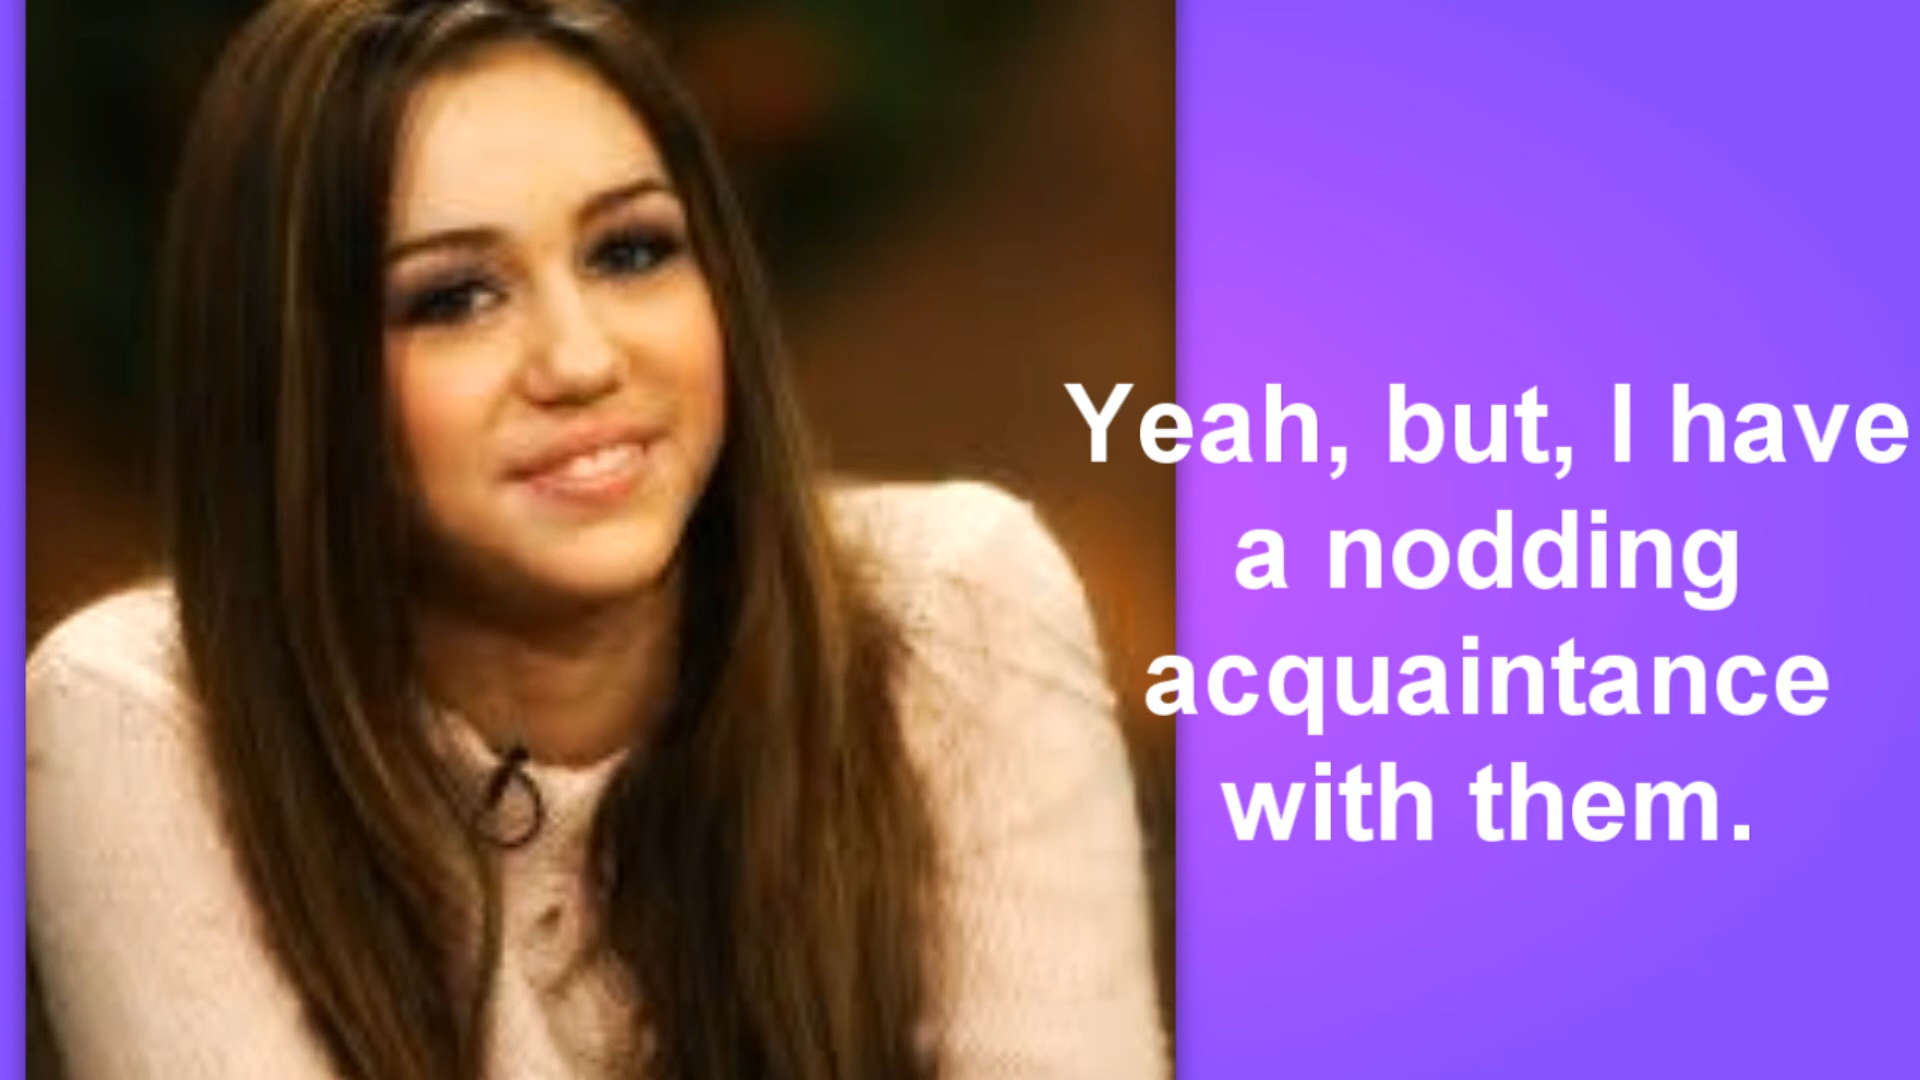 Yeah, but, I have
a nodding
acquaintance
with them.